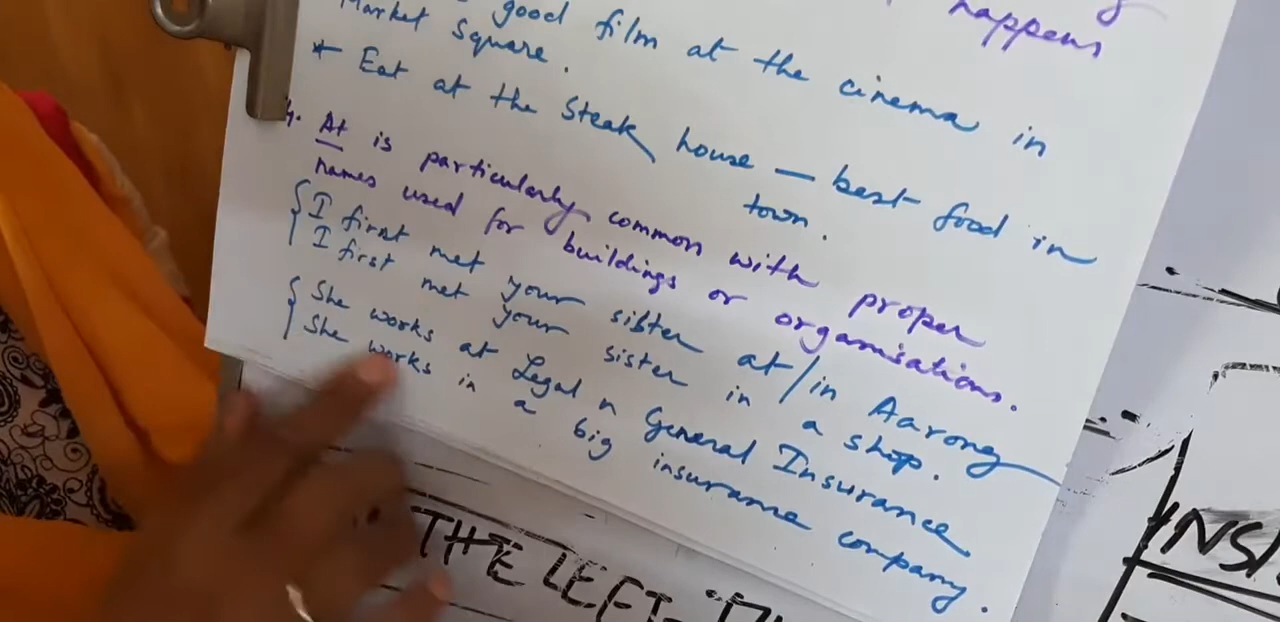 happens
good film at the cinema in
Market Square.
* Eat at the Steak house — best food in
town.
4. At is particularly common with proper
names used for buildings or organisations.
I first met your sister at/in Aarong
I first met your sister in a shop.
She works at Legal n General Insurance
She works in a big insurance company.
THE LEFT